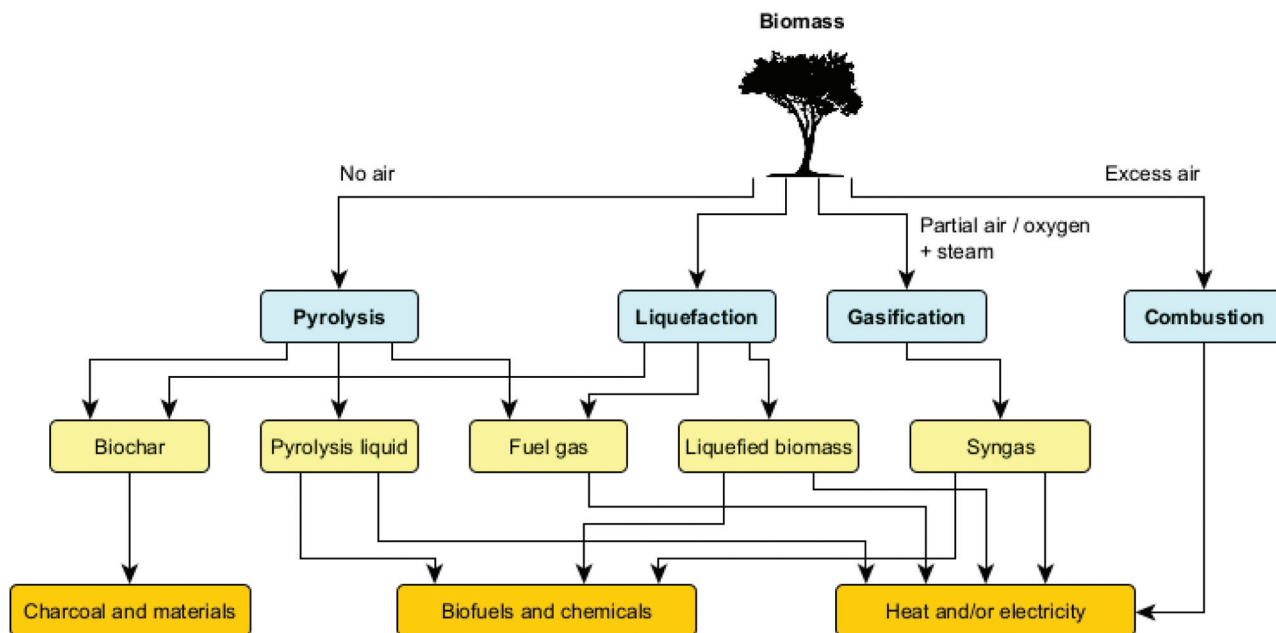 Biomass
No air
Excess air
Partial air / oxygen
+ steam
Pyrolysis
Liquefaction
Gasification
Combustion
Biochar
Pyrolysis liquid
Fuel gas
Liquefied biomass
Syngas
Charcoal and materials
Biofuels and chemicals
Heat and/or electricity